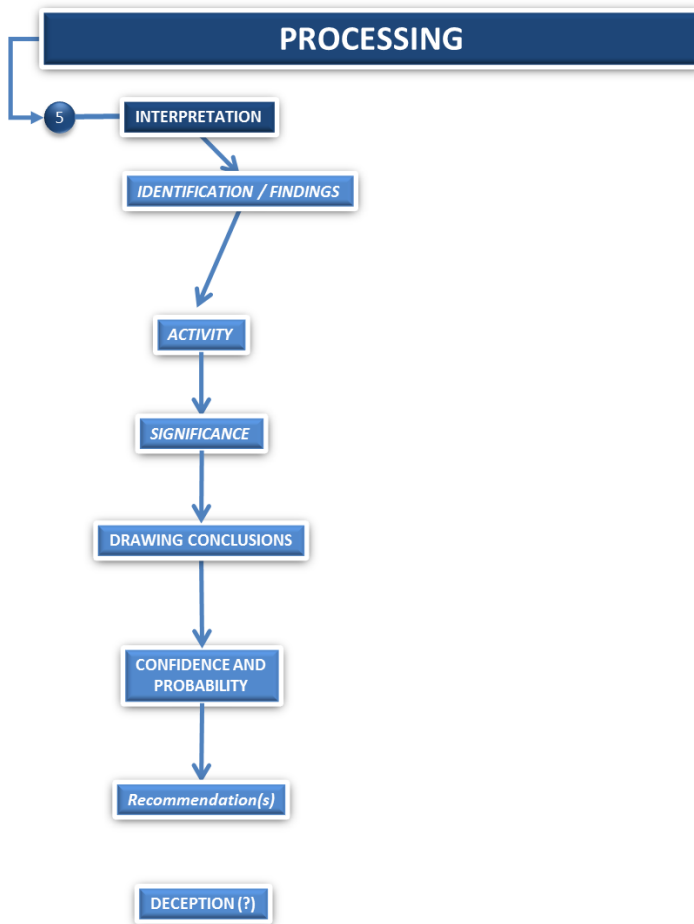 PROCESSING
5
INTERPRETATION
IDENTIFICATION / FINDINGS
ACTIVITY
SIGNIFICANCE
DRAWING CONCLUSIONS
CONFIDENCE AND
PROBABILITY
Recommendation(s)
DECEPTION (?)